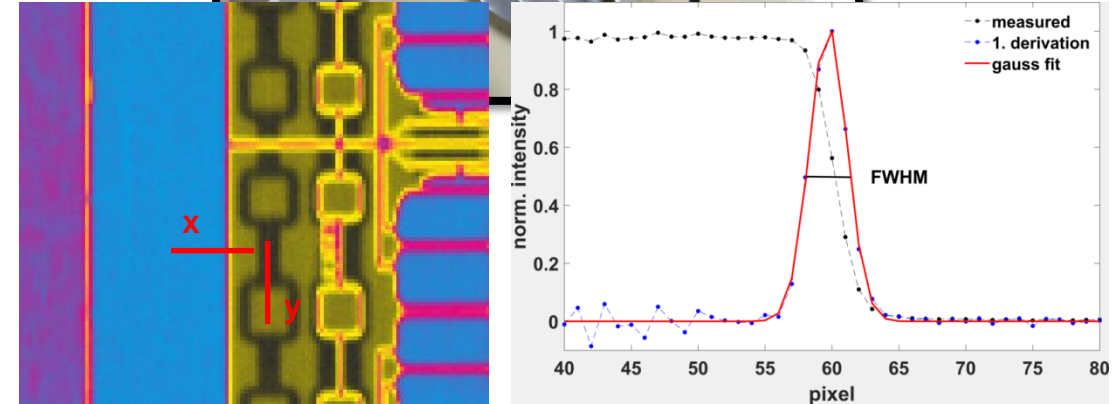 x
y
measured
1. derivation
gauss fit
FWHM
norm. intensity
1
0.8
0.6
0.4
0.2
0
40 45 50 55 60 65 70 75 80
pixel